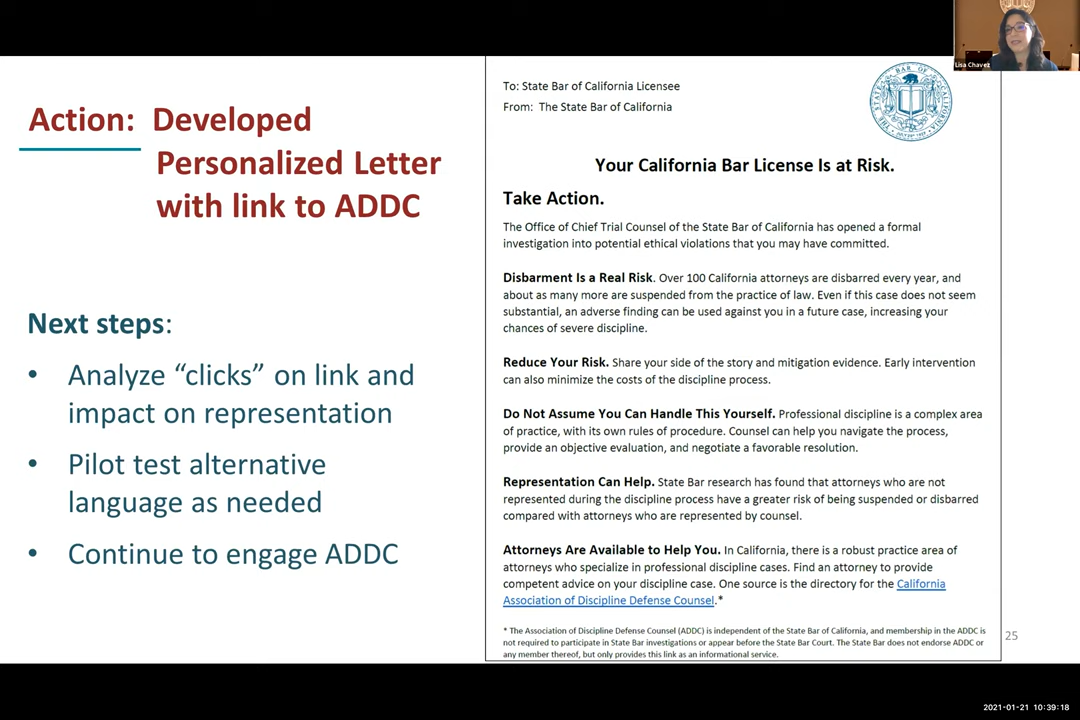 Lisa Chavez
Action: Developed
Personalized Letter
with link to ADDC
Next steps:
• Analyze “clicks” on link and
impact on representation
• Pilot test alternative
language as needed
• Continue to engage ADDC
To: State Bar of California Licensee
From: The State Bar of California
THE STATE BAR OF CALIFORNIA
Your California Bar License Is at Risk.
Take Action.
The Office of Chief Trial Counsel of the State Bar of California has opened a formal
investigation into potential ethical violations that you may have committed.
Disbarment Is a Real Risk. Over 100 California attorneys are disbarred every year, and
about as many more are suspended from the practice of law. Even if this case does not seem
substantial, an adverse finding can be used against you in a future case, increasing your
chances of severe discipline.
Reduce Your Risk. Share your side of the story and mitigation evidence. Early intervention
can also minimize the costs of the discipline process.
Do Not Assume You Can Handle This Yourself. Professional discipline is a complex area
of practice, with its own rules of procedure. Counsel can help you navigate the process,
provide an objective evaluation, and negotiate a favorable resolution.
Representation Can Help. State Bar research has found that attorneys who are not
represented during the discipline process have a greater risk of being suspended or disbarred
compared with attorneys who are represented by counsel.
Attorneys Are Available to Help You. In California, there is a robust practice area of
attorneys who specialize in professional discipline cases. Find an attorney to provide
competent advice on your discipline case. One source is the directory for the California
Association of Discipline Defense Counsel.*
* The Association of Discipline Defense Counsel (ADDC) is independent of the State Bar of California, and membership in the ADDC is
not required to participate in State Bar investigations or appear before the State Bar Court. The State Bar does not endorse ADDC or
any member thereof, but only provides this link as an informational service.
25
2021-01-21 10:39:18